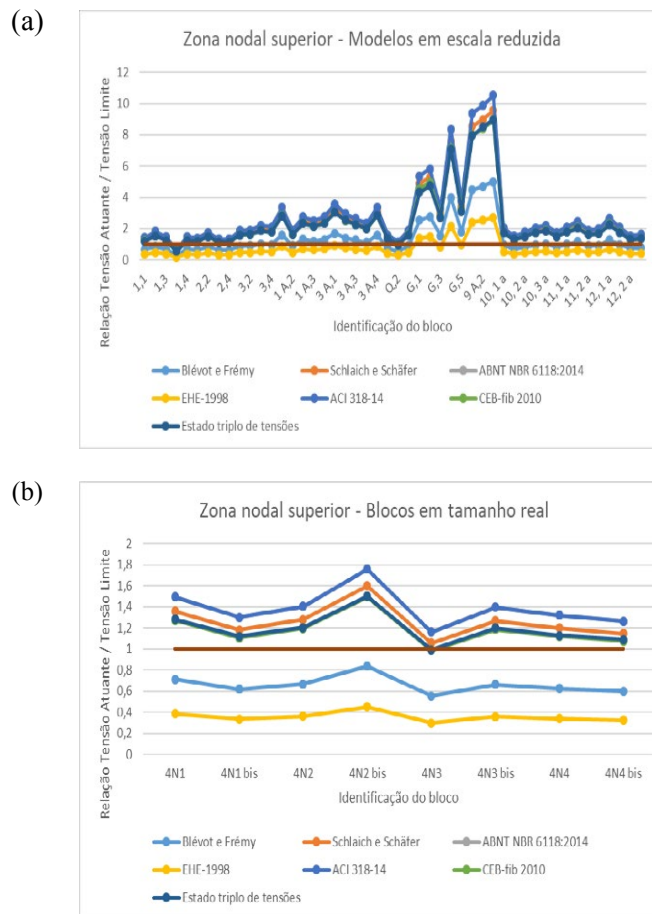 (a)
Zona nodal superior - Modelos em escala reduzida
Relação Tensão Atuante / Tensão Limite
12
10
8
6
4
2
0
1,1 1,3 1,4 2,2 2,4 3,2 3,4 1 A,2 1 A,3 3 A,1 3 A,3 3 A,4 Q,2 G,1 G,3 G,5 9 A,2 10, 1 a 10, 2 a 10, 3 a 11, 1 a 11, 2 a 12, 1 a 12, 2 a
Identificação do bloco
Blévot e Frémy Schlaich e Schäfer ABNT NBR 6118:2014
EHE-1998 ACI 318-14 CEB-fib 2010
Estado triplo de tensões
(b)
Zona nodal superior - Blocos em tamanho real
Relação Tensão Atuante / Tensão Limite
2
1,8
1,6
1,4
1,2
1
0,8
0,6
0,4
0,2
0
4N1 4N1 bis 4N2 4N2 bis 4N3 4N3 bis 4N4 4N4 bis
Identificação do bloco
Blévot e Frémy Schlaich e Schäfer ABNT NBR 6118:2014
EHE-1998 ACI 318-14 CEB-fib 2010
Estado triplo de tensões